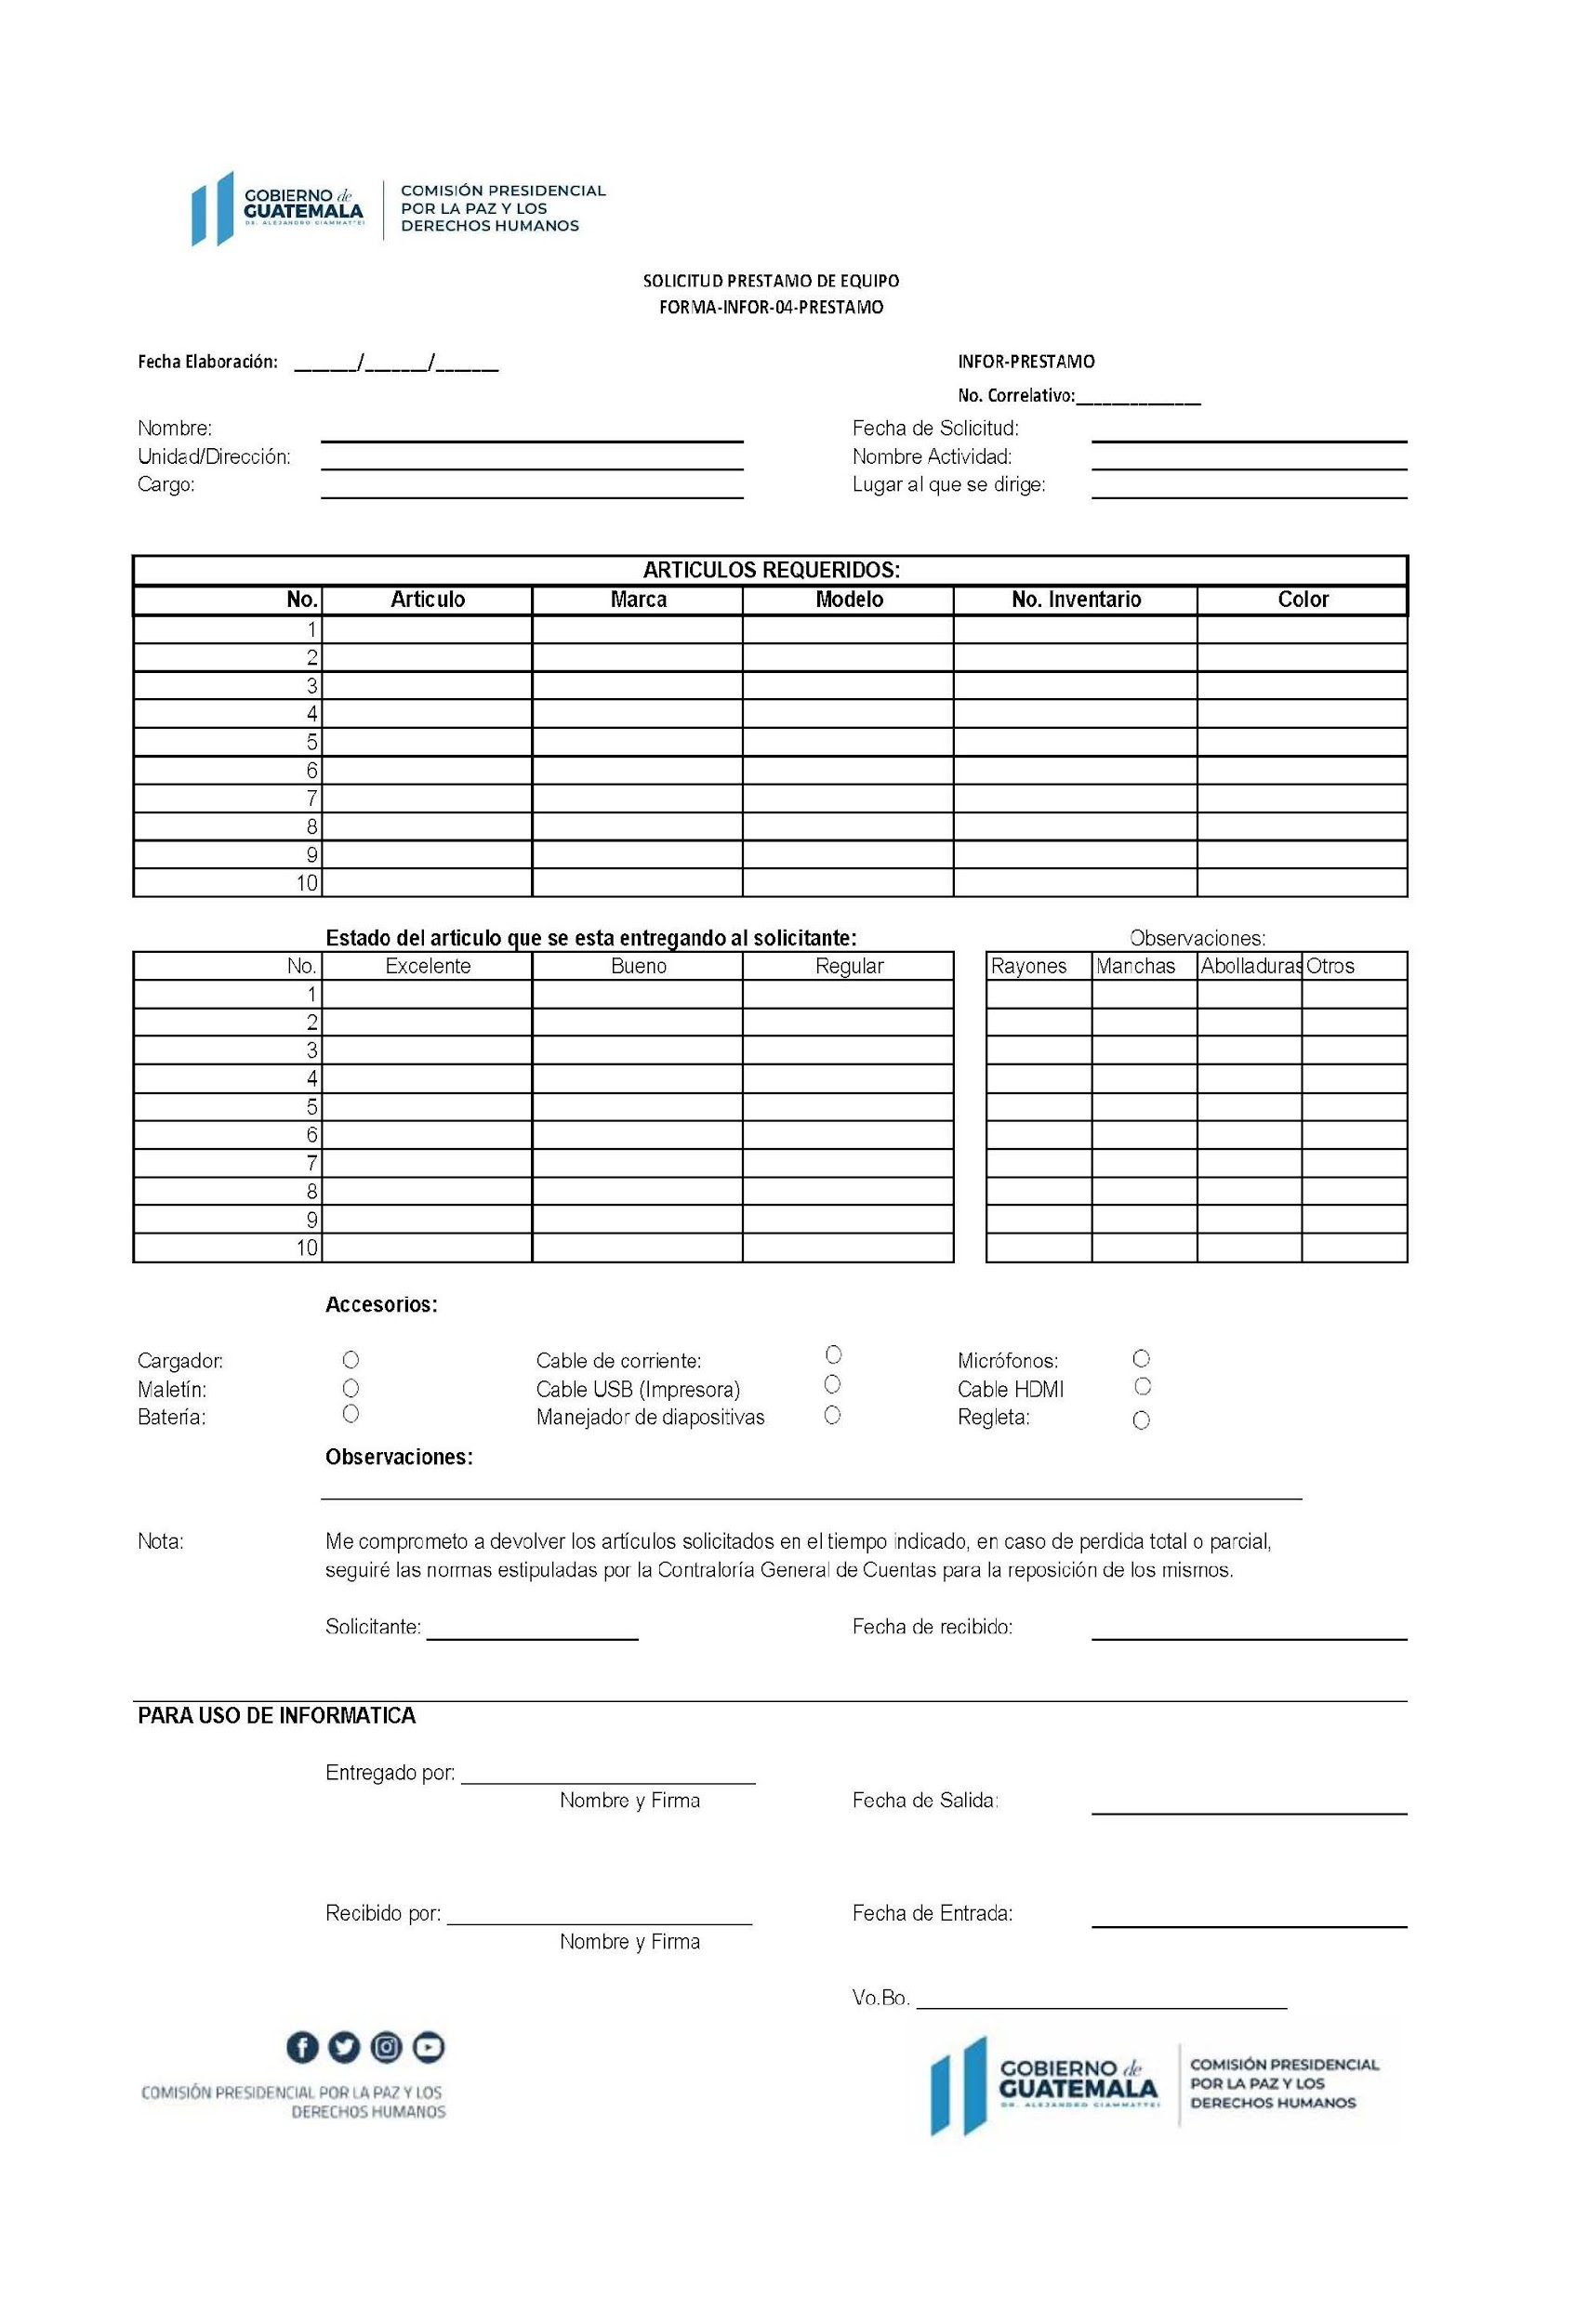 GOBIERNO de
GUATEMALA
DR. ALEJANDRO GIAMMATTEI
COMISIÓN PRESIDENCIAL
POR LA PAZ Y LOS
DERECHOS HUMANOS
SOLICITUD PRESTAMO DE EQUIPO
FORMA-INFOR-04-PRESTAMO
Fecha Elaboración: ______/______/______ INFOR-PRESTAMO
No. Correlativo:______________
Nombre: Fecha de Solicitud:
Unidad/Dirección: Nombre Actividad:
Cargo: Lugar al que se dirige:
ARTICULOS REQUERIDOS:
No. Articulo Marca Modelo No. Inventario Color
1
2
3
4
5
6
7
8
9
10
Estado del articulo que se esta entregando al solicitante: Observaciones:
No. Excelente Bueno Regular Rayones Manchas Abolladuras Otros
1
2
3
4
5
6
7
8
9
10
Accesorios:
Cargador: Cable de corriente: Micrófonos:
Maletín: Cable USB (Impresora) Cable HDMI
Batería: Manejador de diapositivas Regleta:
Observaciones:
Nota: Me comprometo a devolver los artículos solicitados en el tiempo indicado, en caso de perdida total o parcial,
seguiré las normas estipuladas por la Contraloría General de Cuentas para la reposición de los mismos.
Solicitante: Fecha de recibido:
PARA USO DE INFORMATICA
Entregado por:
Nombre y Firma Fecha de Salida:
Recibido por: Fecha de Entrada:
Nombre y Firma
Vo.Bo.
COMISIÓN PRESIDENCIAL POR LA PAZ Y LOS
DERECHOS HUMANOS
GOBIERNO de
GUATEMALA
DR. ALEJANDRO GIAMMATTEI
COMISIÓN PRESIDENCIAL
POR LA PAZ Y LOS
DERECHOS HUMANOS